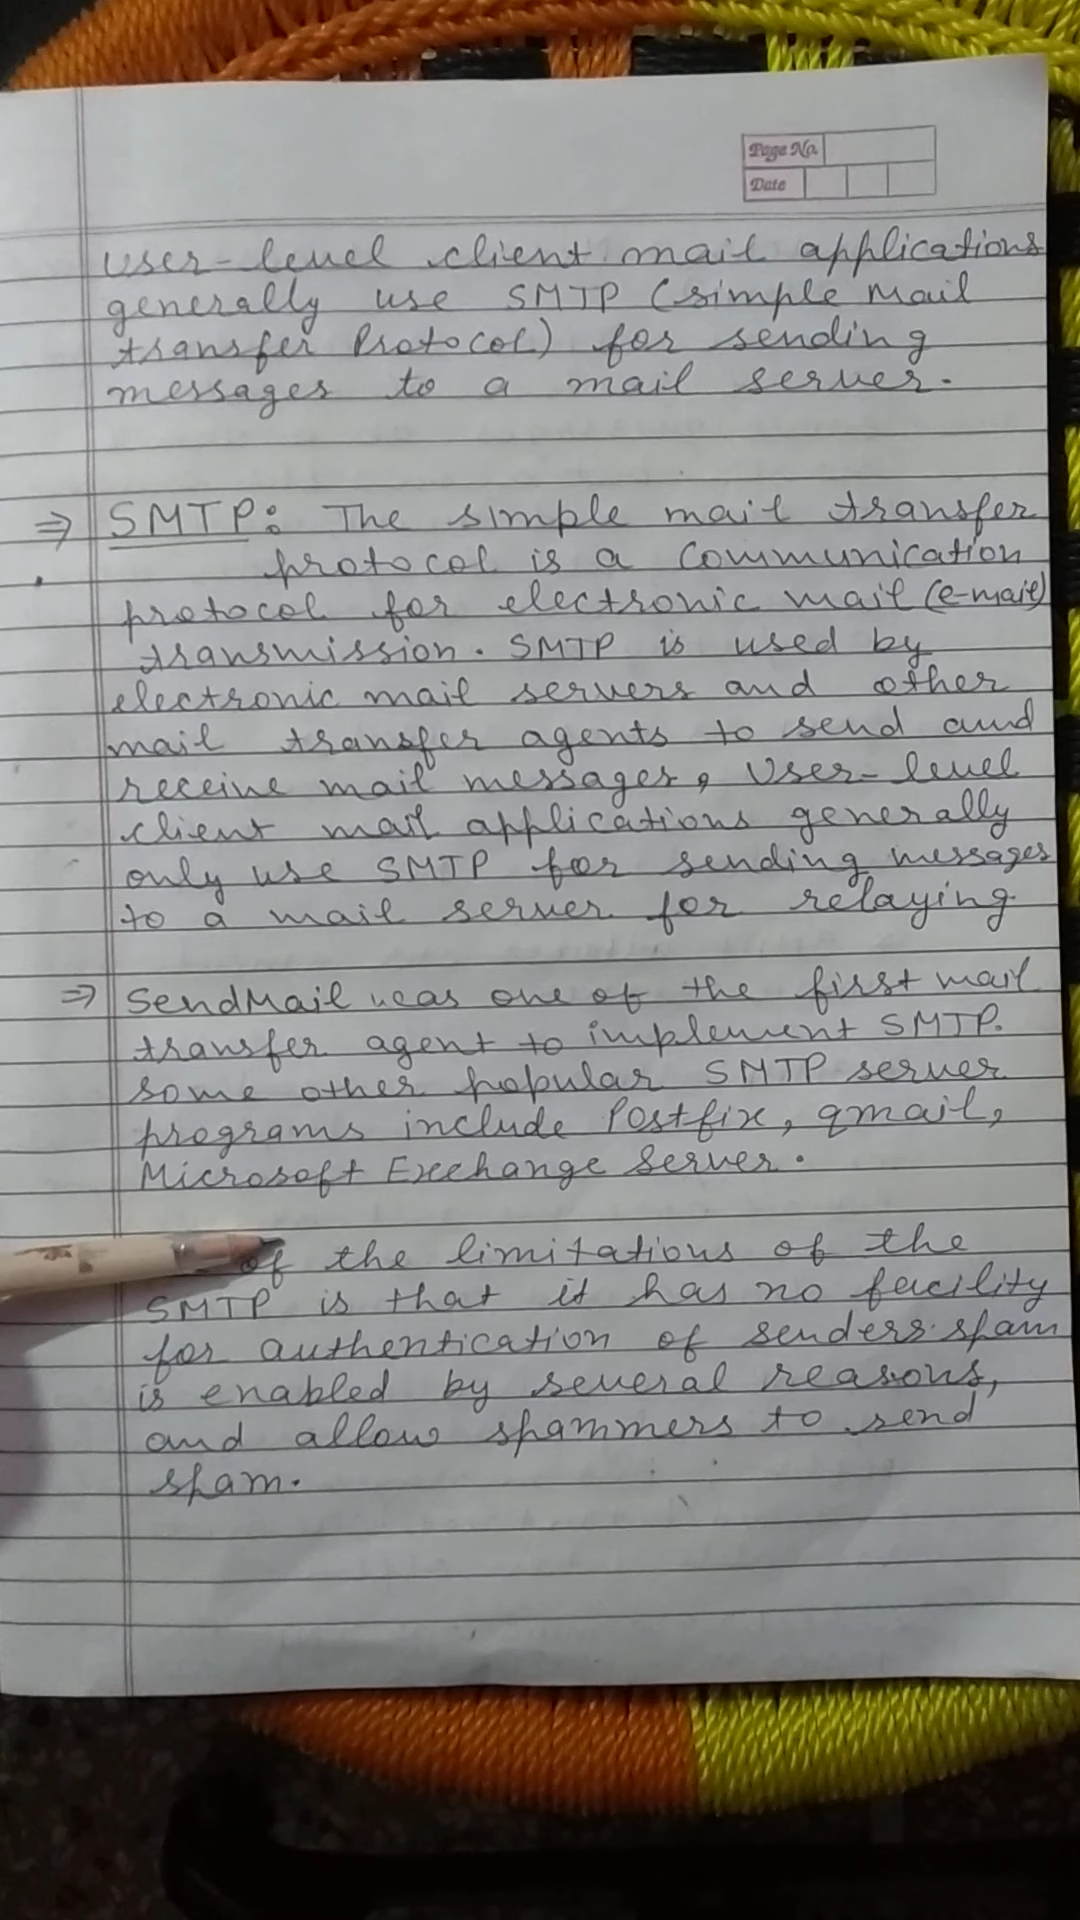 Page No.
Date
User-level client mail applications
generally use SMTP (simple Mail
transfer Protocol) for sending
messages to a mail server.
⇒ SMTP: The simple mail transfer
protocol is a communication
protocol for electronic mail (e-mail)
transmission. SMTP is used by
electronic mail servers and other
mail transfer agents to send and
receive mail messages, User-level
client mail applications generally
only use SMTP for sending messages
to a mail server for relaying
⇒ SendMail was one of the first mail
transfer agent to implement SMTP.
some other popular SMTP server
programs include Postfix, qmail,
Microsoft Exchange Server.
of the limitations of the
SMTP is that it has no facility
for authentication of senders. spam
is enabled by several reasons,
and allow spammers to send
spam.